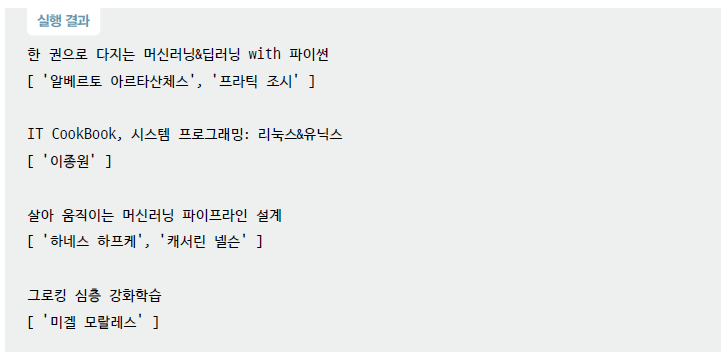 실행 결과
한 권으로 다지는 머신러닝&딥러닝 with 파이썬
[ '알베르토 아르타산체스', '프라틱 조시' ]
IT CookBook, 시스템 프로그래밍: 리눅스&유닉스
[ '이종원' ]
살아 움직이는 머신러닝 파이프라인 설계
[ '하네스 하프케', '캐서린 넬슨' ]
그로킹 심층 강화학습
[ '미겔 모랄레스' ]